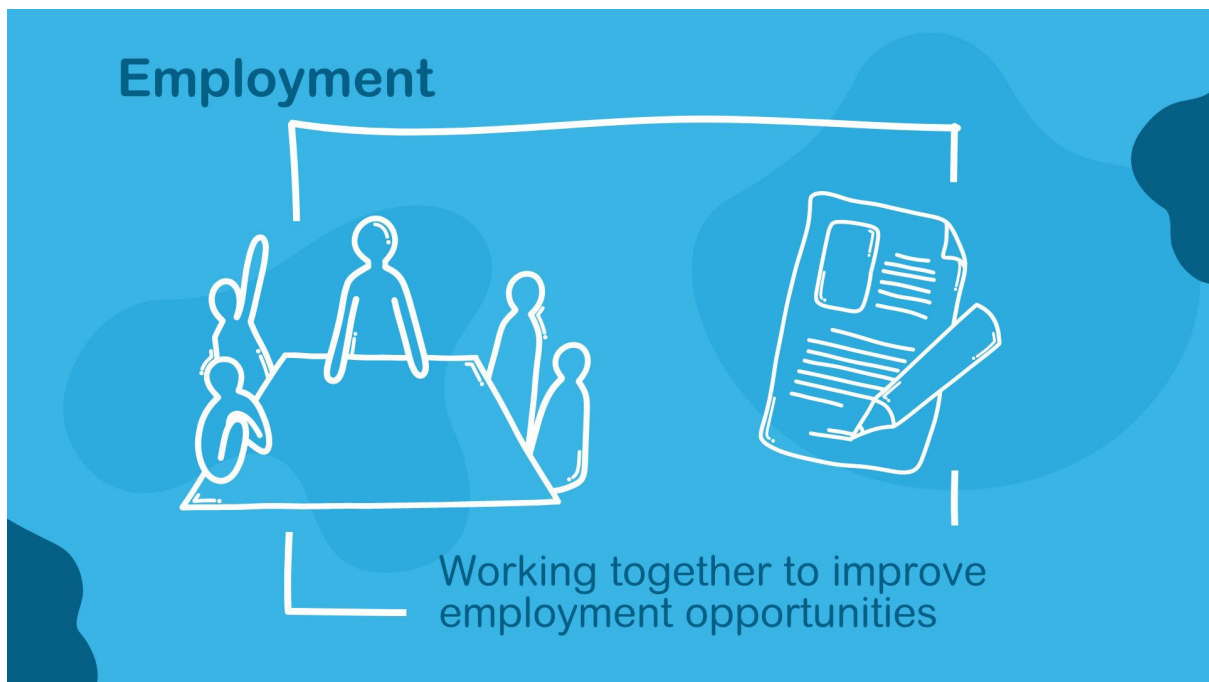 Employment
Working together to improve
employment opportunities